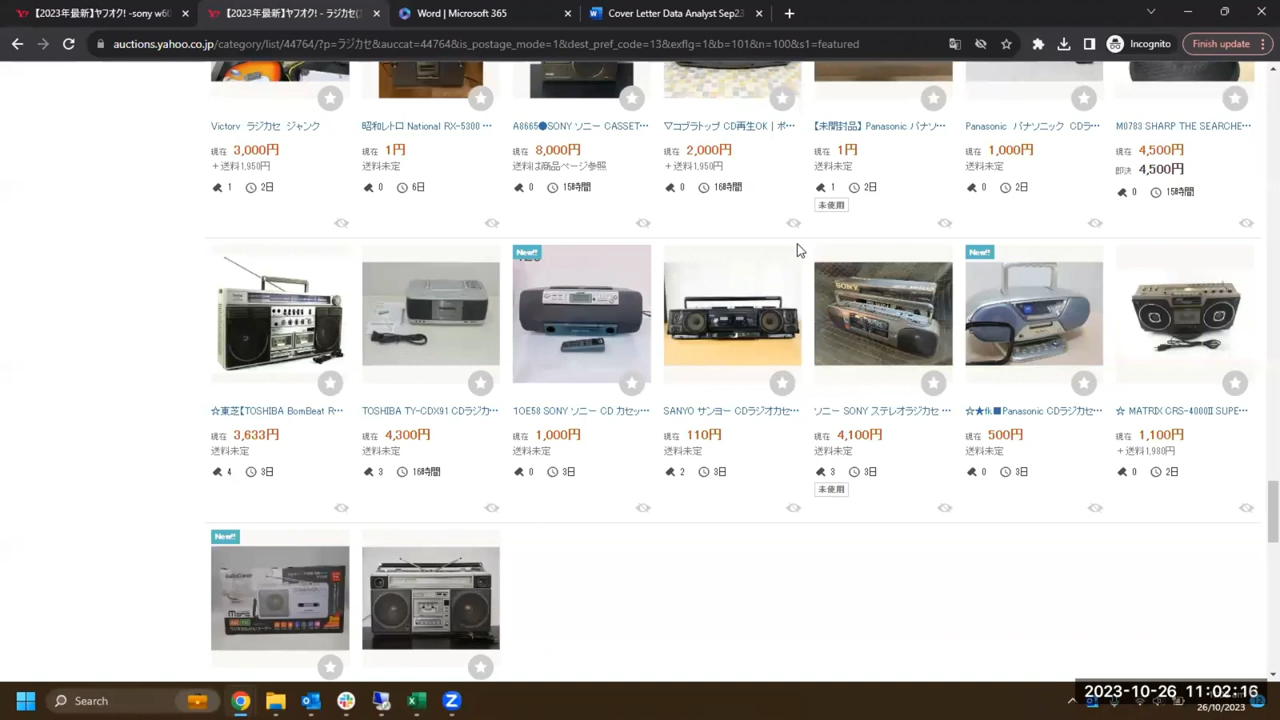 【2023年最新】ヤフオク! -sony w60
【2023年最新】ヤフオク! - ラジカセ(
Word | Microsoft 365
Cover Letter Data Analyst Sep23
auctions.yahoo.co.jp/category/list/44764/?p=ラジカセ&auccat=44764&is_postage_mode=1&dest_pref_code=13&exflg=1&b=101&n=100&s1=featured
Incognito
Finish update
Victory ラジカセ ジャンク
昭和レトロ National RX-5300 …
A8665●SONY ソニー CASSET…
▽コブラトップ CD再生OK | ポ…
【未開封品】 Panasonic パナソ…
Panasonic パナソニック CDラ…
M0783 SHARP THE SEARCHE…
現在 3,000円
現在 1円
現在 8,000円
現在 2,000円
現在 1円
現在 1,000円
現在 4,500円
+送料1,950円
送料未定
送料は商品ページ参照
+送料1,950円
送料未定
送料未定
即決 4,500円
1 2日
0 6日
0 15時間
0 16時間
1 2日
0 2日
0 15時間
未使用
New!!
New!!
SONY
☆東芝【TOSHIBA BomBeat R…
TOSHIBA TY-CDX91 CDラジカ…
1OE58 SONY ソニー CD カセッ…
SANYO サンヨー CDラジオカセ…
ソニー SONY ステレオラジカセ …
☆★fk■Panasonic CDラジカセ…
☆ MATRIX CRS-4000II SUPE…
現在 3,633円
現在 4,300円
現在 1,000円
現在 110円
現在 4,100円
現在 500円
現在 1,100円
送料未定
送料未定
送料未定
送料未定
送料未定
送料未定
+送料1,980円
4 3日
3 16時間
0 3日
2 3日
3 3日
0 3日
0 2日
未使用
New!!
Search
2023-10-26 11:02:16
26/10/2023